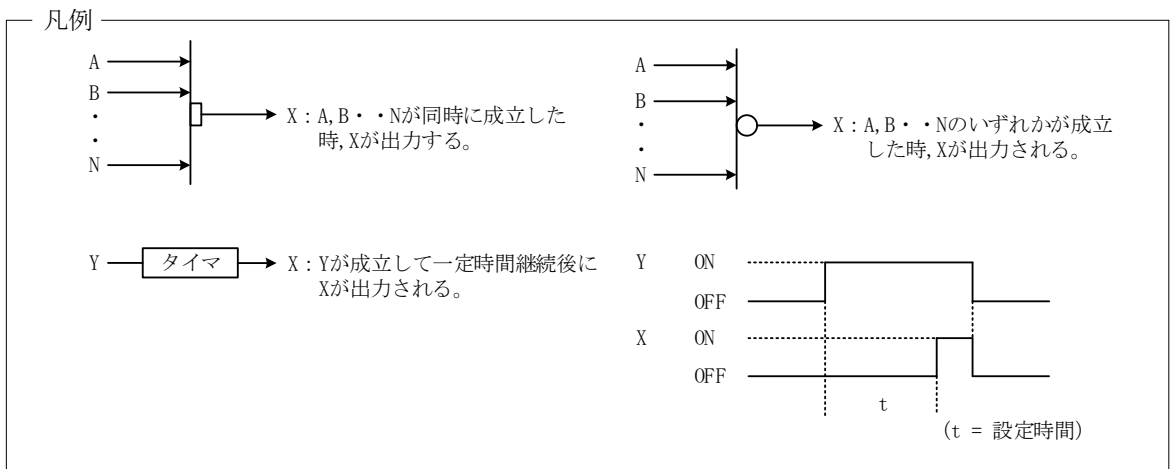 凡例
A
B
・
・
N
X：A,B・・Nが同時に成立した
時,Xが出力する。
A
B
・
・
N
X：A,B・・Nのいずれかが成立
した時,Xが出力される。
Y
タイマ
X：Yが成立して一定時間継続後に
Xが出力される。
Y ON
OFF
X ON
OFF
t
(t = 設定時間)